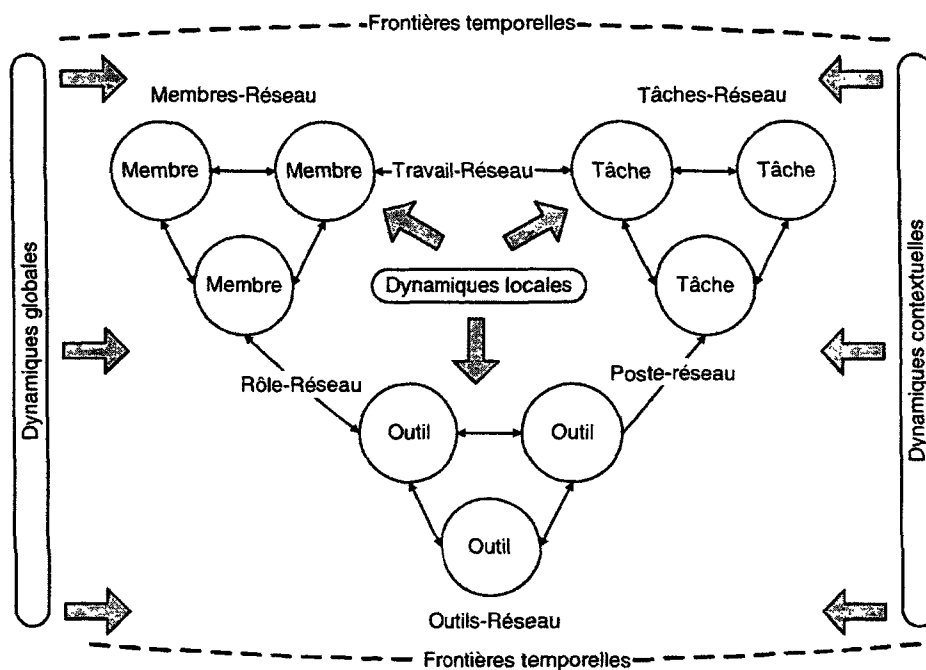 Frontières temporelles
Membres-Réseau
Tâches-Réseau
Membre
Membre
Travail-Réseau
Tâche
Tâche
Membre
Tâche
Dynamiques locales
Dynamiques globales
Dynamiques contextuelles
Rôle-Réseau
Poste-réseau
Outil
Outil
Outil
Outils-Réseau
Frontières temporelles